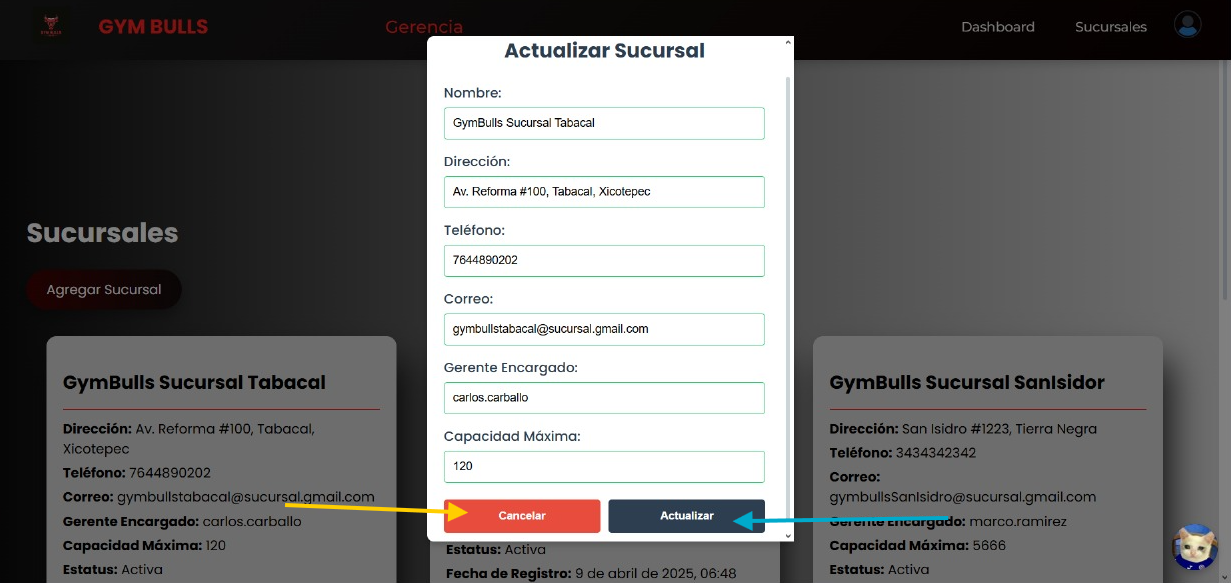 GYM BULLS
Gerencia
Dashboard
Sucursales
Actualizar Sucursal
Nombre:
GymBulls Sucursal Tabacal
Dirección:
Av. Reforma #100, Tabacal, Xicotepec
Teléfono:
7644890202
Correo:
gymbullstabacal@sucursal.gmail.com
Gerente Encargado:
carlos.carballo
Capacidad Máxima:
120
Cancelar
Actualizar
Sucursales
Agregar Sucursal
GymBulls Sucursal Tabacal
Dirección: Av. Reforma #100, Tabacal,
Xicotepec
Teléfono: 7644890202
Correo: gymbullstabacal@sucursal.gmail.com
Gerente Encargado: carlos.carballo
Capacidad Máxima: 120
Estatus: Activa
Estatus: Activa
Fecha de Registro: 9 de abril de 2025, 06:48
GymBulls Sucursal SanIsidor
Dirección: San Isidro #1223, Tierra Negra
Teléfono: 3434342342
Correo:
gymbullsSanIsidro@sucursal.gmail.com
Gerente Encargado: marco.ramirez
Capacidad Máxima: 5666
Estatus: Activa